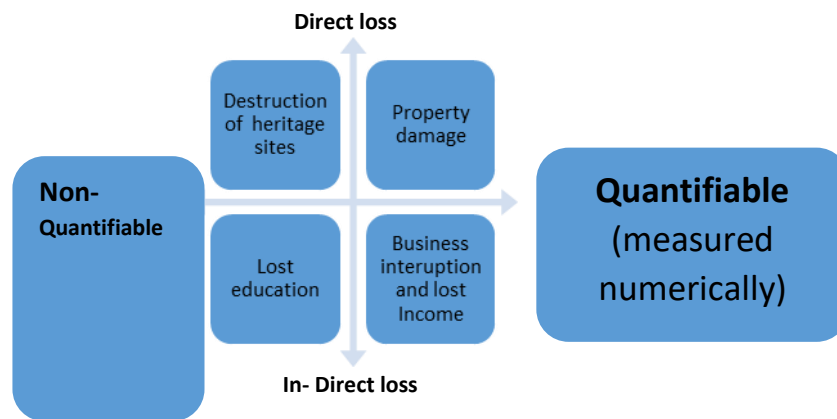 Direct loss
Destruction
of heritage
sites
Property
damage
Non-
Quantifiable
Quantifiable
(measured
numerically)
Lost
education
Business
interuption
and lost
Income
In- Direct loss